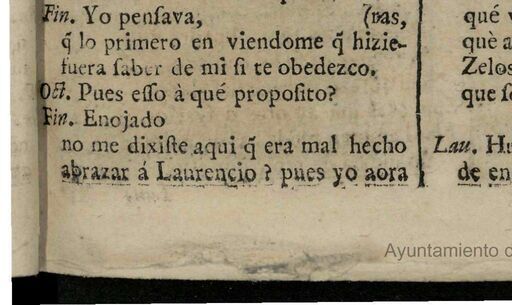 Fin. Yo pensava, (ras,
q̃ lo primero en viendome q̃ hizie-
fuera saber de mi si te obedezco.
Oct. Pues esso à qué proposito?
Fin. Enojado
no me dixiste aqui q̃ era mal hecho
abrazar á Laurencio? pues yo aora
qué
què a
Zelos
que
Lau.
de en
Ayuntamiento